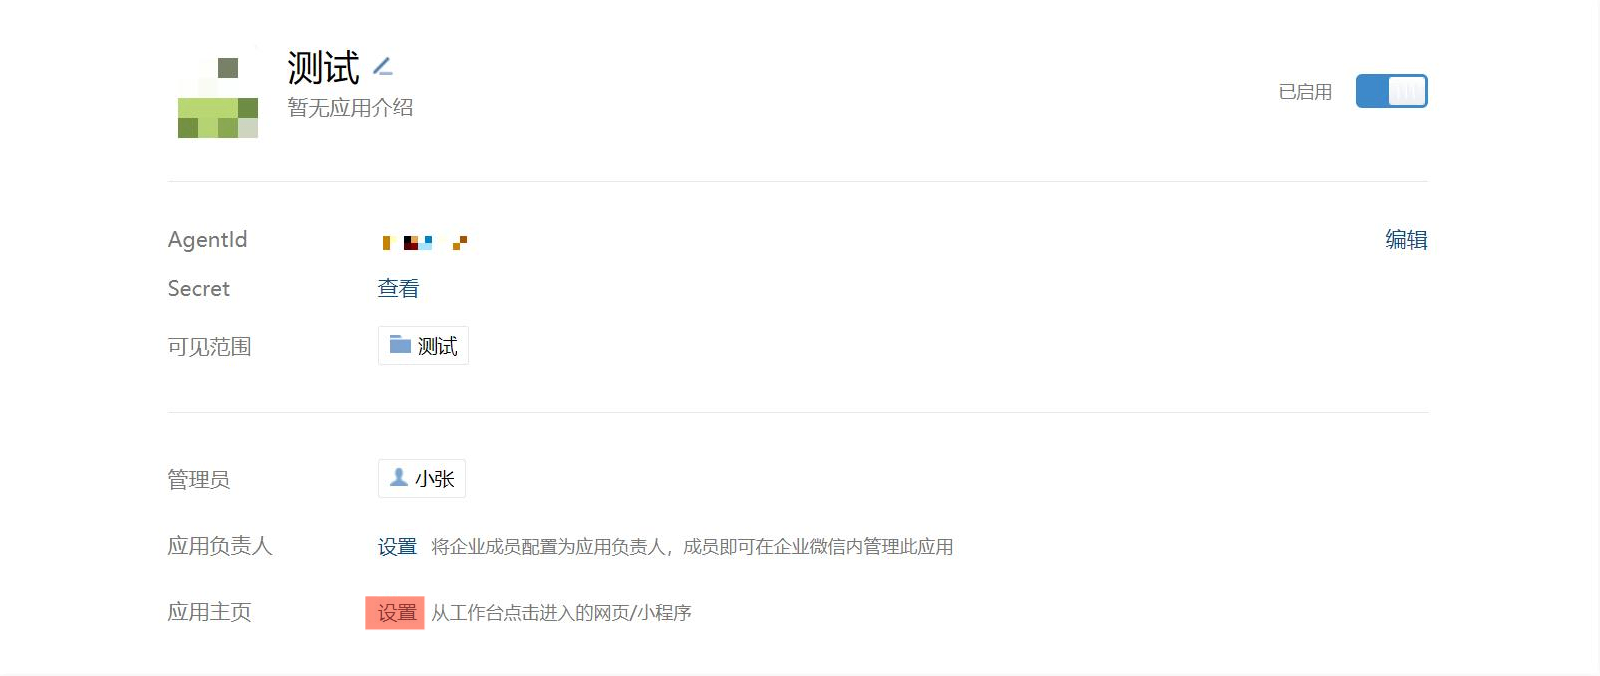 测试
暂无应用介绍
已启用
AgentId
编辑
Secret 查看
可见范围 测试
管理员 小张
应用负责人 设置 将企业成员配置为应用负责人，成员即可在企业微信内管理此应用
应用主页 设置 从工作台点击进入的网页/小程序